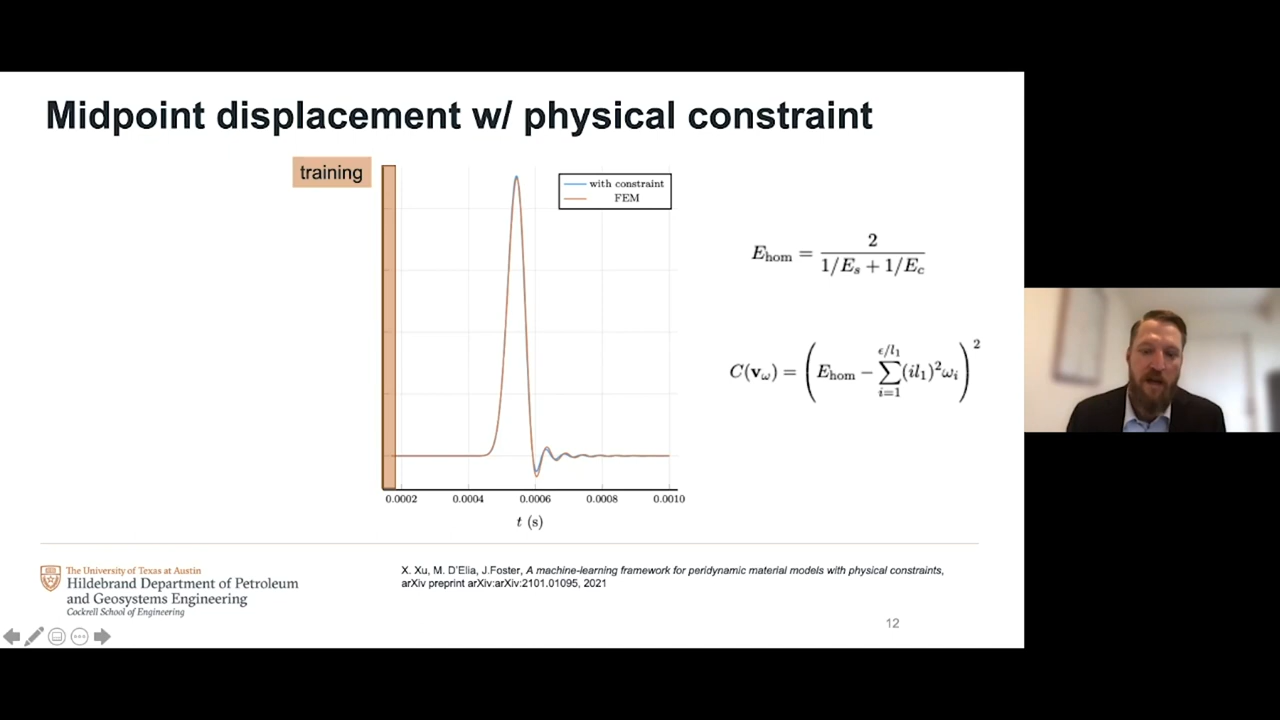 Midpoint displacement w/ physical constraint
training
with constraint
FEM
0.0002 0.0004 0.0006 0.0008 0.0010
t (s)
E_hom = 2 / (1/E_s + 1/E_c)
C(v_ω) = (E_hom − ∑_{i=1}^{ϵ/l_1} (il_1)^2 ω_i)^2
X. Xu, M. D'Elia, J.Foster, A machine-learning framework for peridynamic material models with physical constraints,
arXiv preprint arXiv:arXiv:2101.01095, 2021
The University of Texas at Austin
Hildebrand Department of Petroleum
and Geosystems Engineering
Cockrell School of Engineering
12